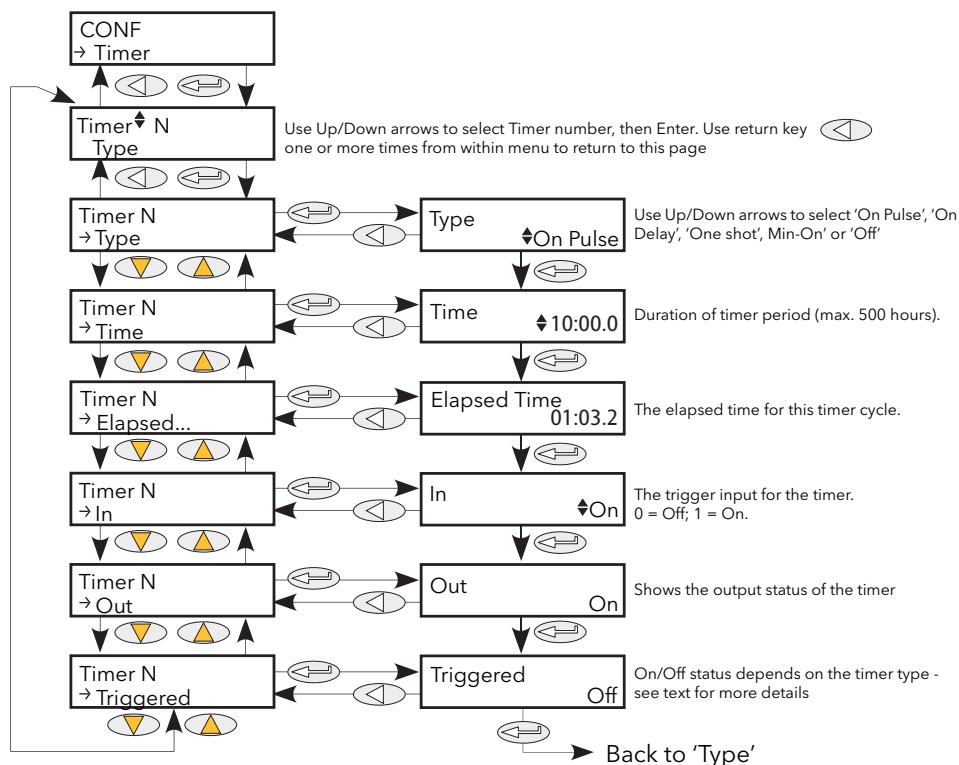 CONF
→ Timer
Timer♦ N
Type
Use Up/Down arrows to select Timer number, then Enter. Use return key
one or more times from within menu to return to this page
Timer N
→ Type
Type
♦On Pulse
Use Up/Down arrows to select ‘On Pulse’, ‘On
Delay’, ‘One shot’, Min-On’ or ‘Off’
Timer N
→ Time
Time
♦10:00.0
Duration of timer period (max. 500 hours).
Timer N
→ Elapsed...
Elapsed Time
01:03.2
The elapsed time for this timer cycle.
Timer N
→ In
In
♦On
The trigger input for the timer.
0 = Off; 1 = On.
Timer N
→ Out
Out
On
Shows the output status of the timer
Timer N
→ Triggered
Triggered
Off
On/Off status depends on the timer type -
see text for more details
Back to ‘Type’